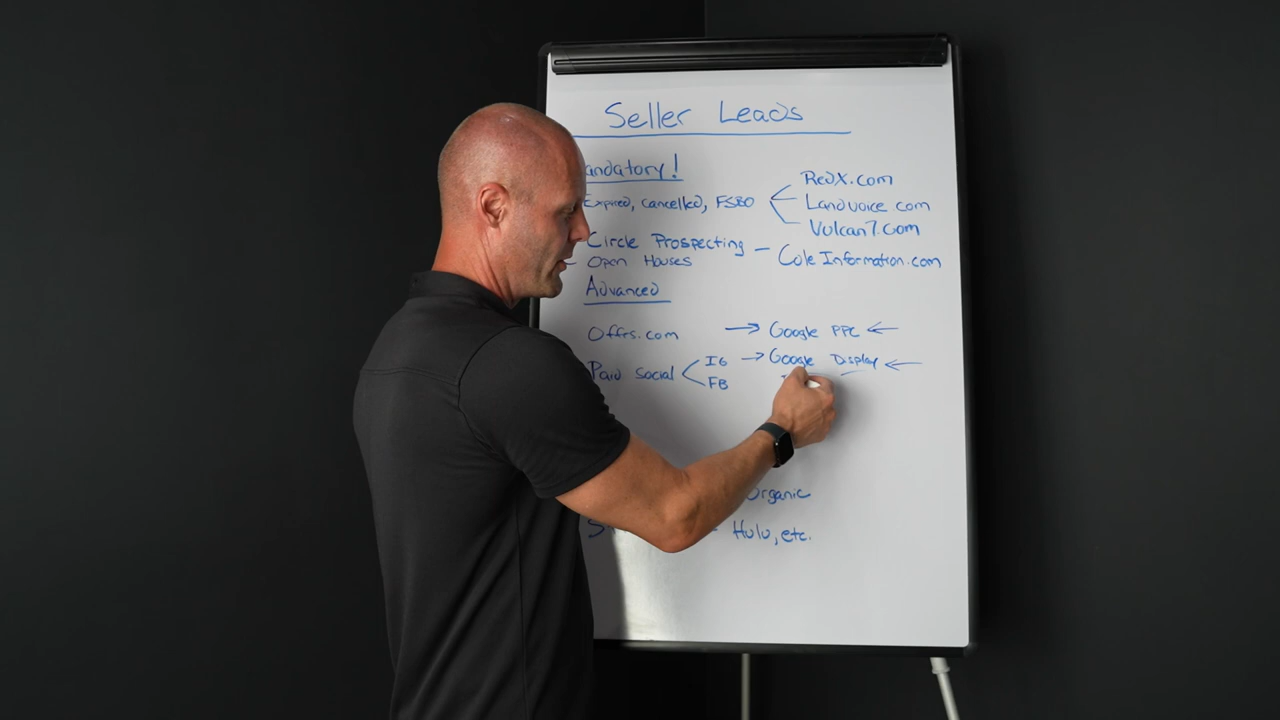 Seller Leads
andatory!
Expired, cancelled, FSBO
RedX.com
Landvoice.com
Vulcan7.com
Circle Prospecting - Cole Information.com
Open Houses
Advanced
Offrs.com → Google PPC ←
Paid social < IG → Google Display ←
FB
Organic
S
Hulu, etc.